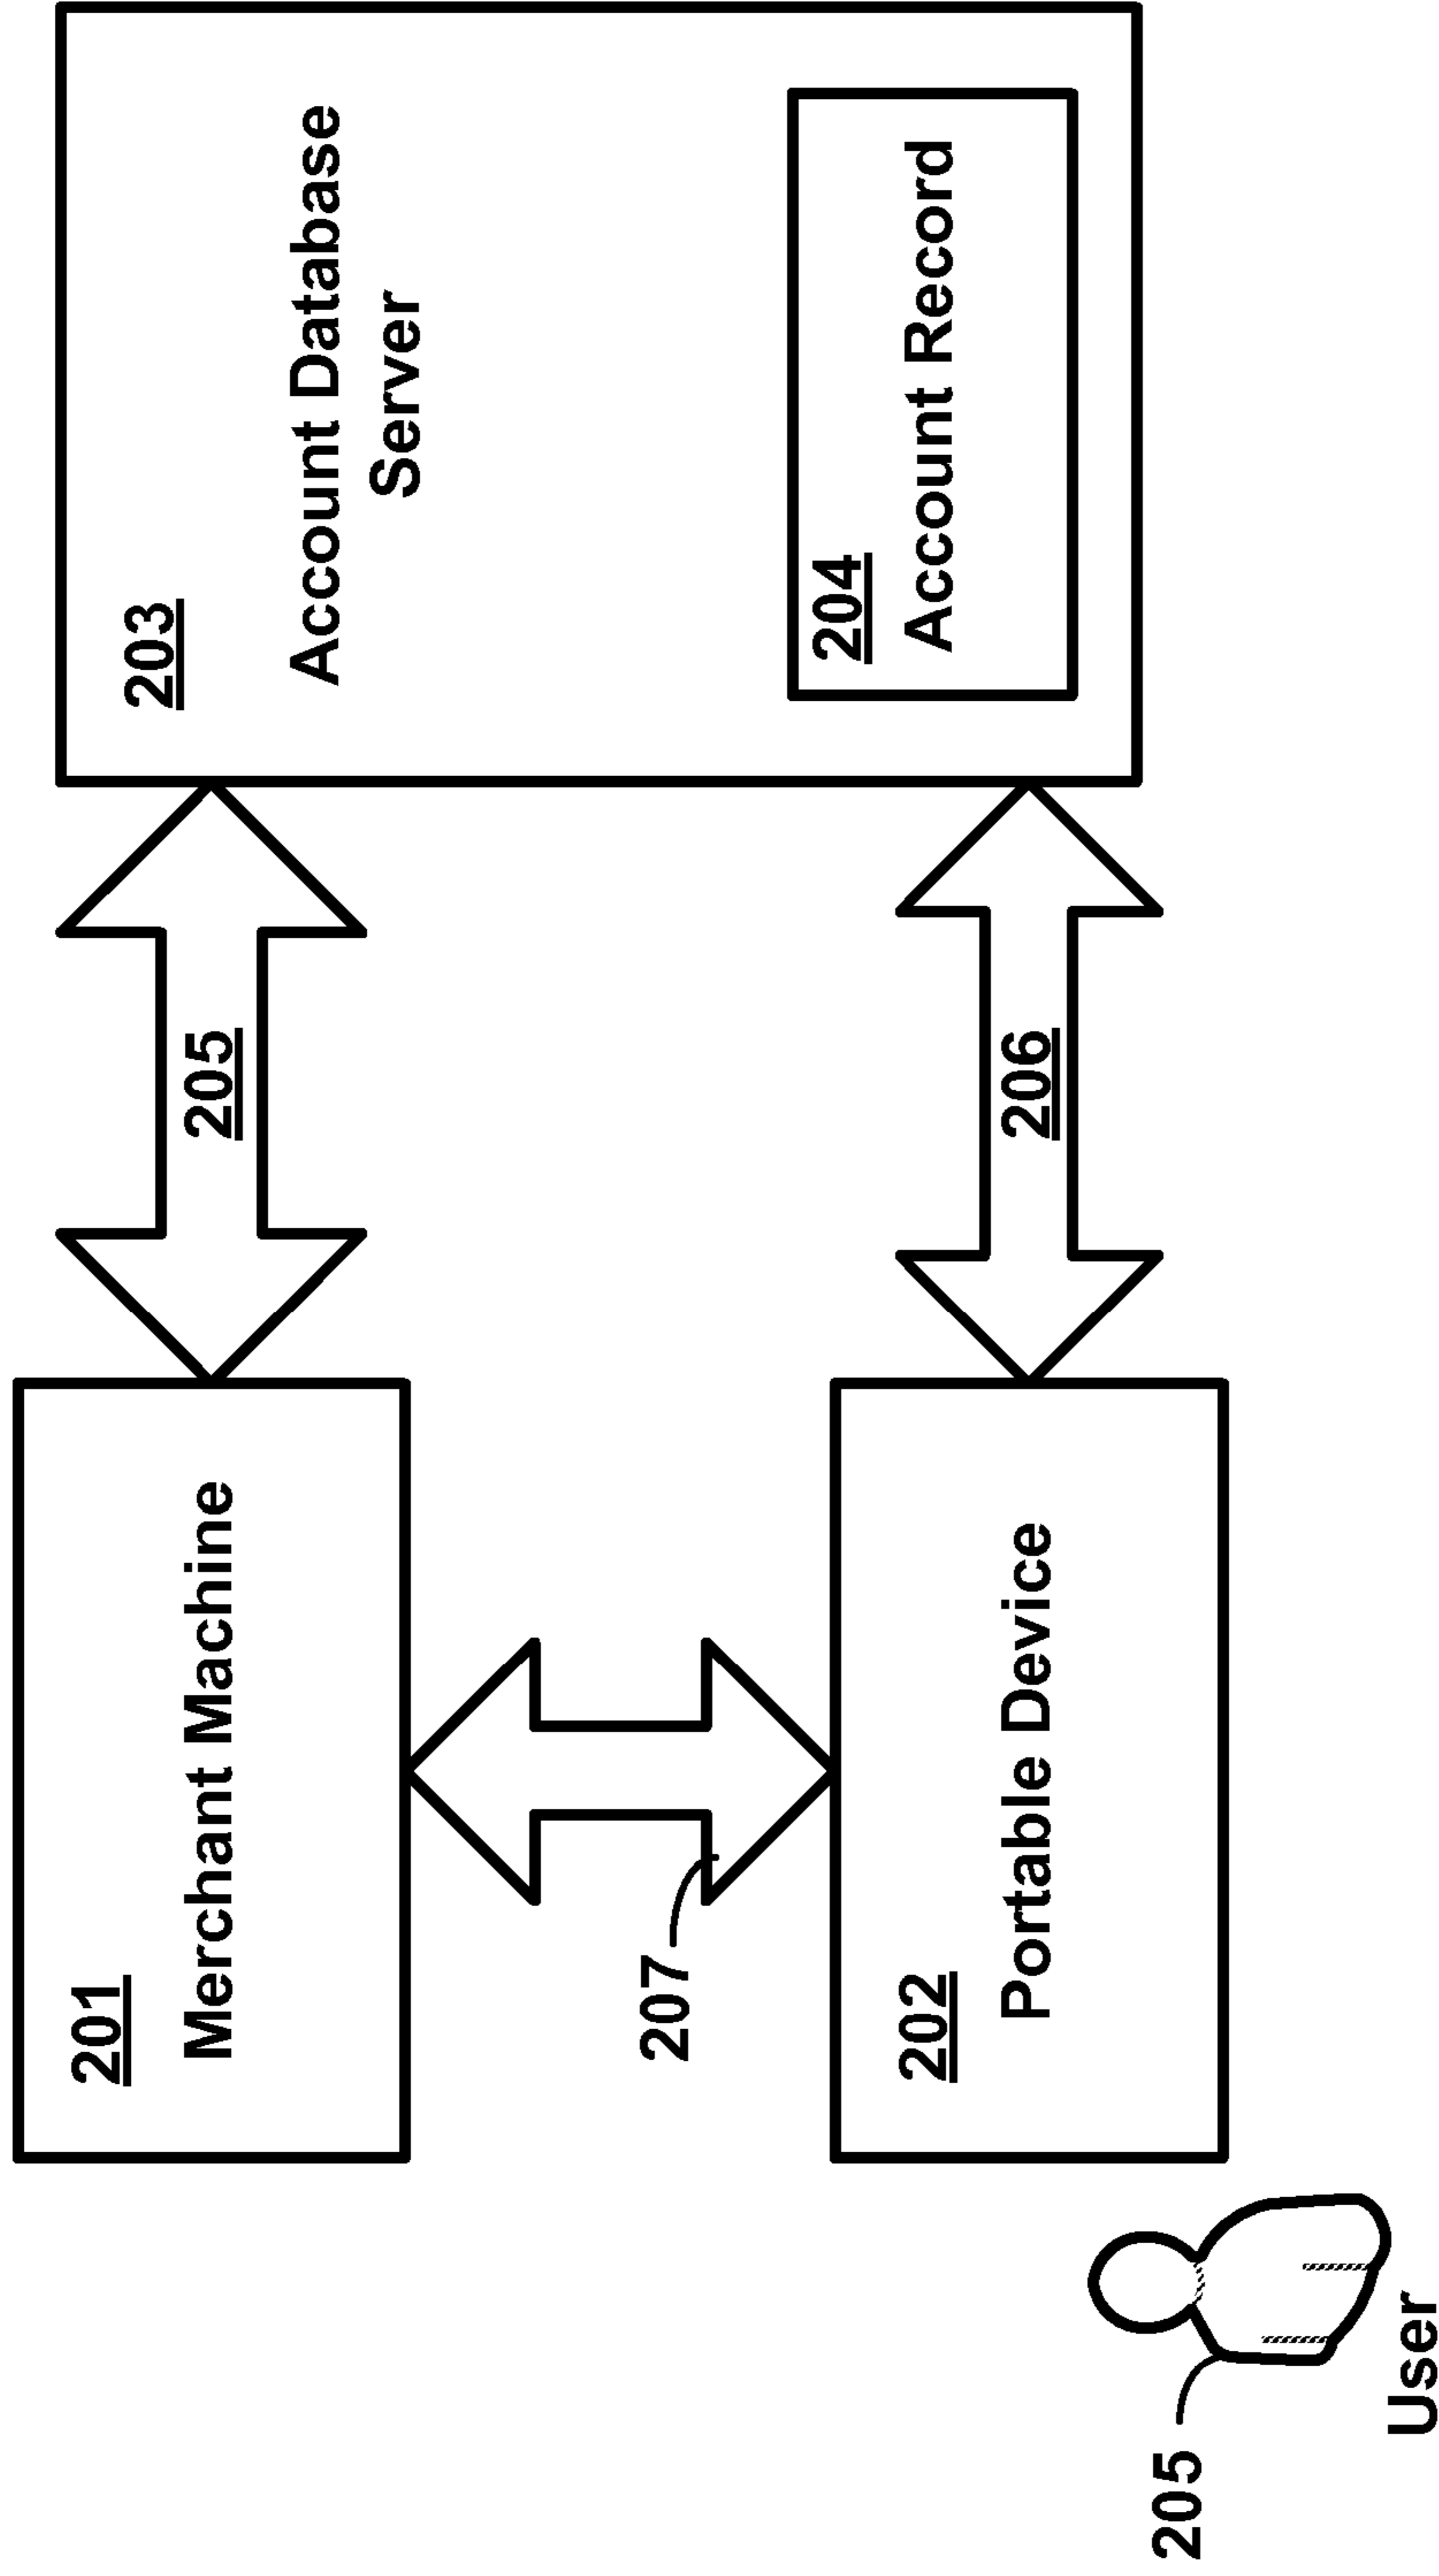 201
Merchant Machine
205
203
Account Database
Server
207
202
Portable Device
206
204
Account Record
205
User